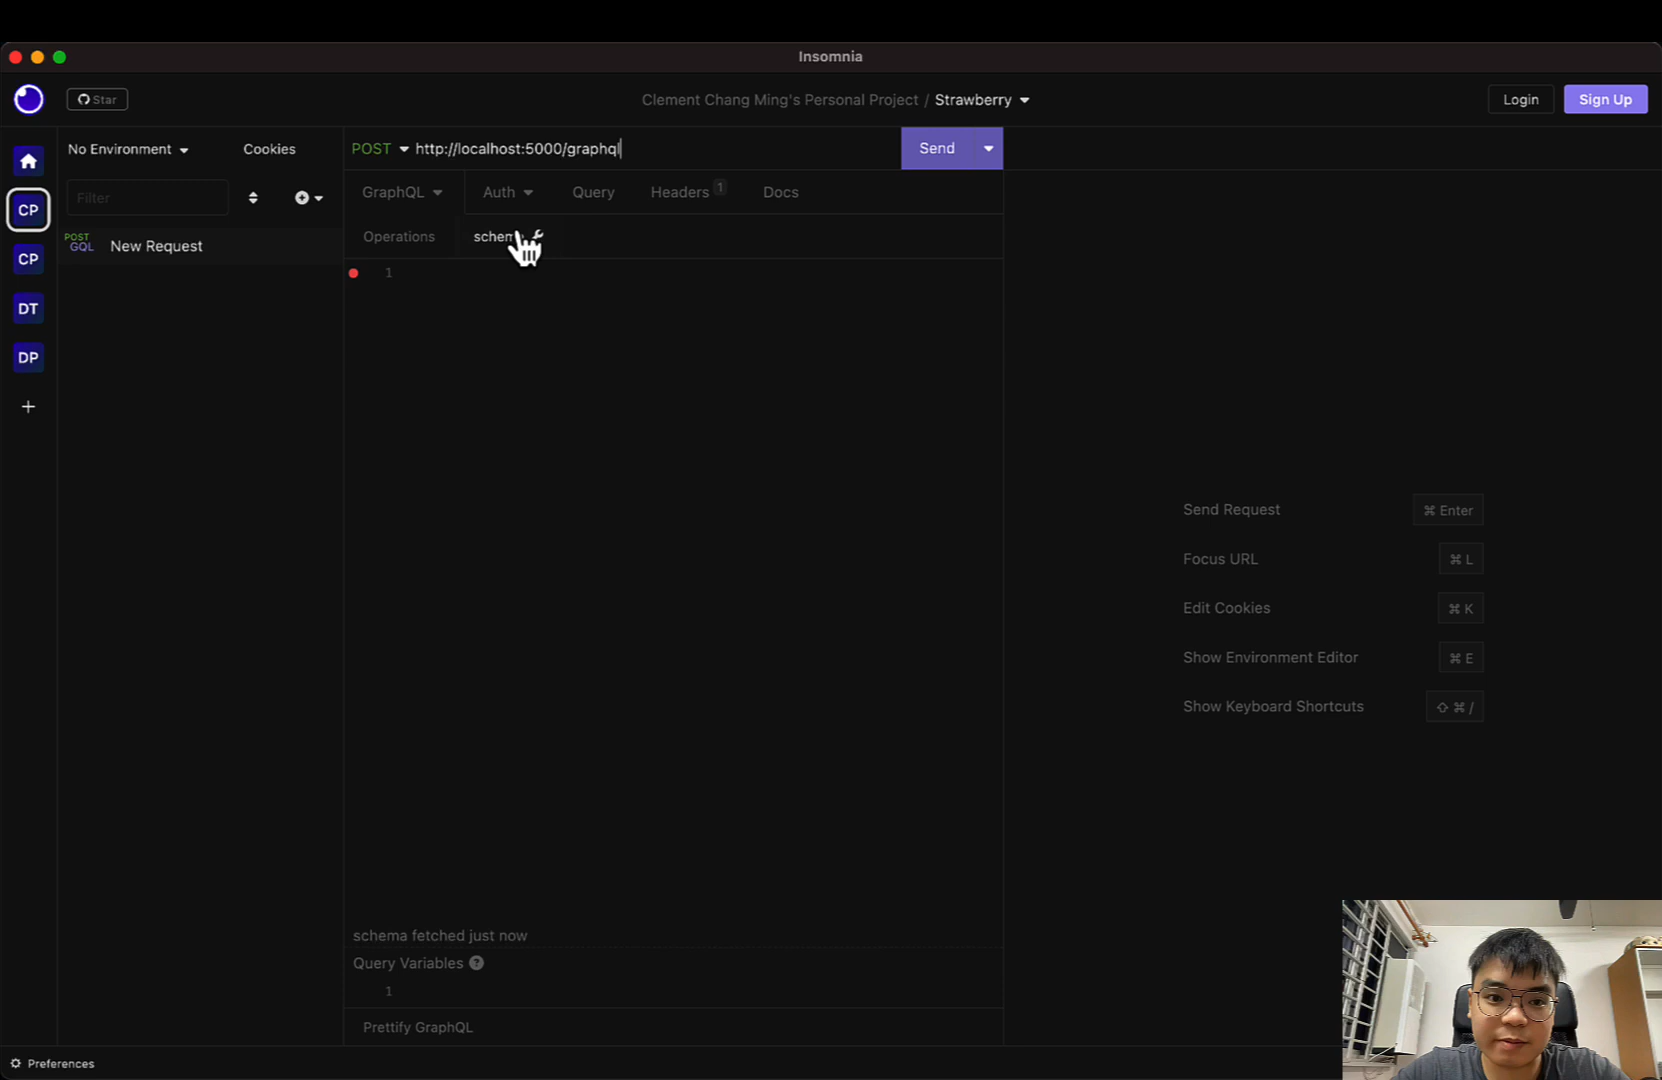 Insomnia
Star
Clement Chang Ming's Personal Project / Strawberry
Login
Sign Up
No Environment
Cookies
POST
http://localhost:5000/graphql
Send
Filter
GraphQL
Auth
Query
Headers 1
Docs
CP
POST
GQL
New Request
Operations
schem
1
CP
DT
DP
+
Send Request
⌘ Enter
Focus URL
⌘ L
Edit Cookies
⌘ K
Show Environment Editor
⌘ E
Show Keyboard Shortcuts
⇧ ⌘ /
schema fetched just now
Query Variables ?
1
Prettify GraphQL
Preferences